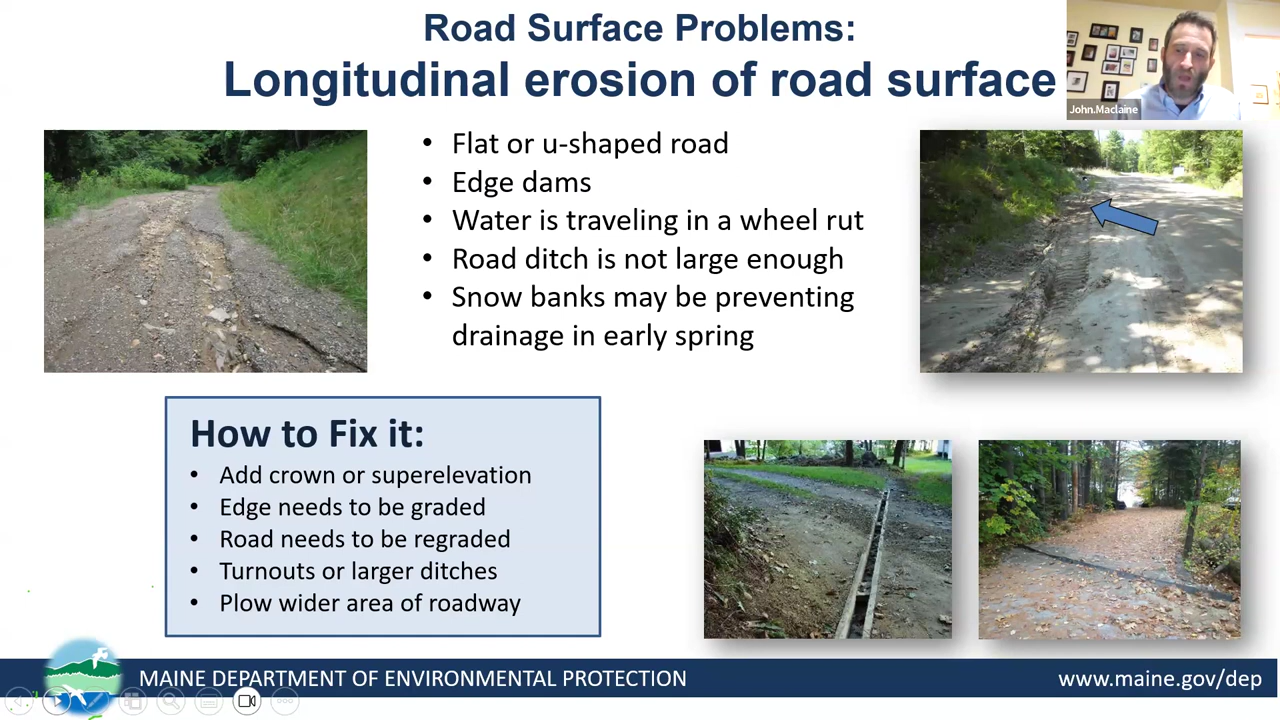 Road Surface Problems:
Longitudinal erosion of road surface
John.Maclaine
• Flat or u-shaped road
• Edge dams
• Water is traveling in a wheel rut
• Road ditch is not large enough
• Snow banks may be preventing
drainage in early spring
How to Fix it:
• Add crown or superelevation
• Edge needs to be graded
• Road needs to be regraded
• Turnouts or larger ditches
• Plow wider area of roadway
MAINE DEPARTMENT OF ENVIRONMENTAL PROTECTION
www.maine.gov/dep